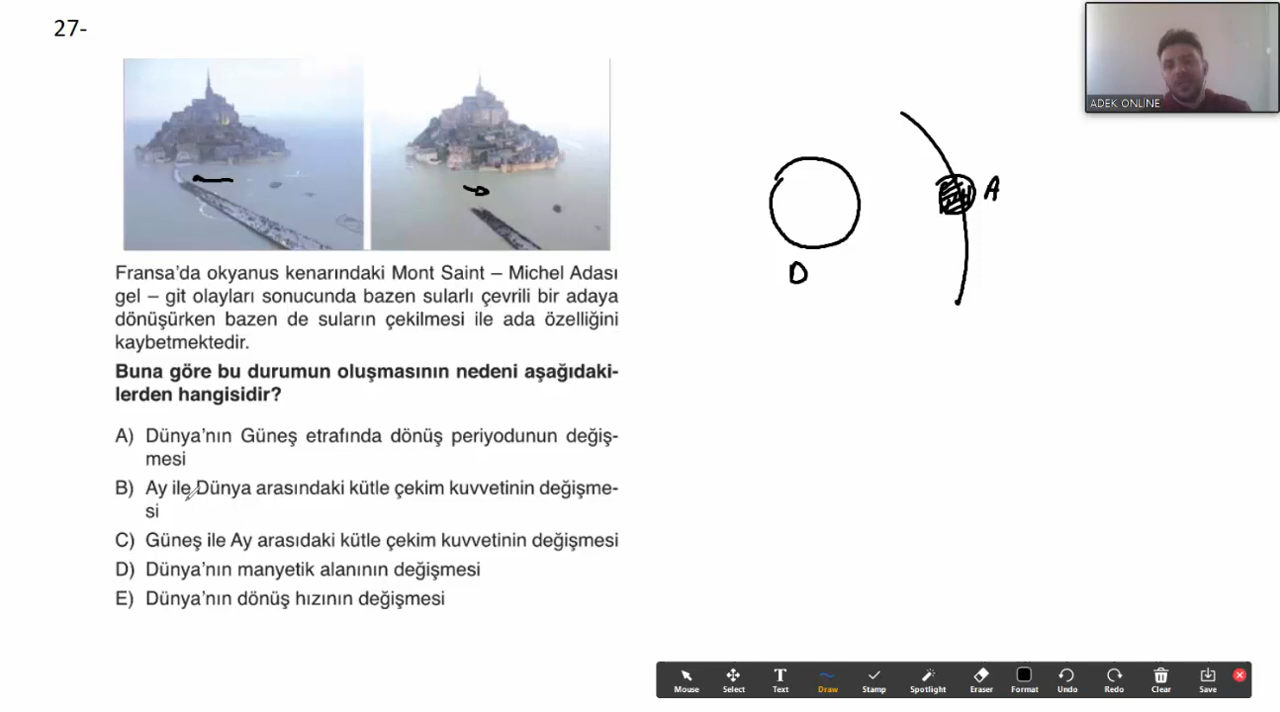 27-
ADEK ONLİNE
A
D
Fransa'da okyanus kenarındaki Mont Saint – Michel Adası
gel – git olayları sonucunda bazen sularlı çevrili bir adaya
dönüşürken bazen de suların çekilmesi ile ada özelliğini
kaybetmektedir.
Buna göre bu durumun oluşmasının nedeni aşağıdaki-
lerden hangisidir?
A) Dünya'nın Güneş etrafında dönüş periyodunun değiş-
mesi
B) Ay ile Dünya arasındaki kütle çekim kuvvetinin değişme-
si
C) Güneş ile Ay arasıdaki kütle çekim kuvvetinin değişmesi
D) Dünya'nın manyetik alanının değişmesi
E) Dünya'nın dönüş hızının değişmesi
Mouse Select Text Draw Stamp Spotlight Eraser Format Undo Redo Clear Save